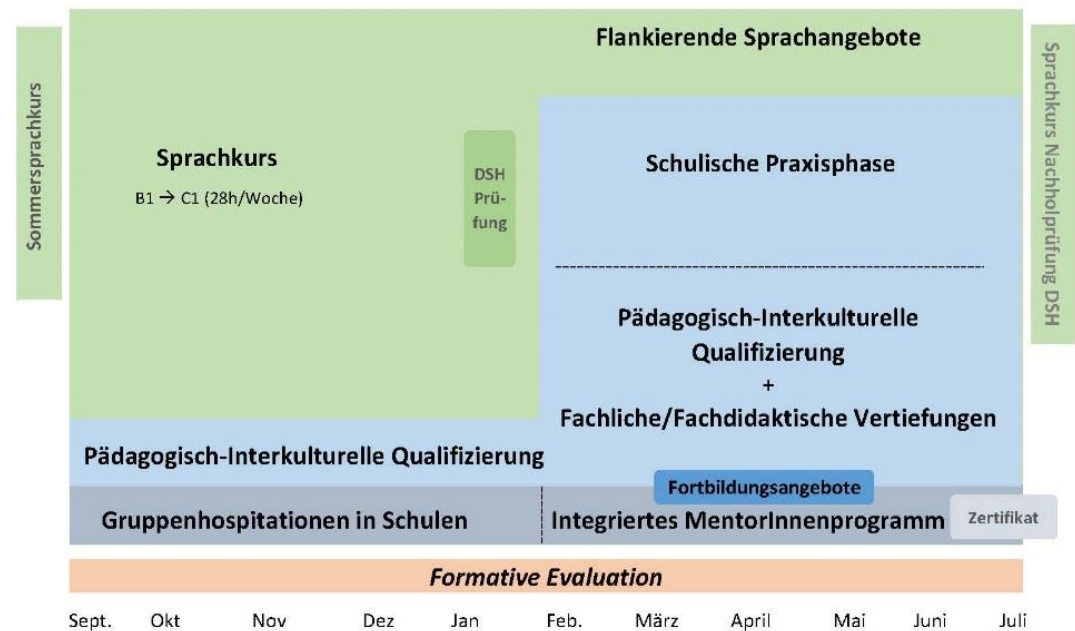 Sommersprachkurs
Flankierende Sprachangebote
Sprachkurs
B1 → C1 (28h/Woche)
DSH
Prü-
fung
Schulische Praxisphase
Pädagogisch-Interkulturelle
Qualifizierung
+
Fachliche/Fachdidaktische Vertiefungen
Pädagogisch-Interkulturelle Qualifizierung
Fortbildungsangebote
Gruppenhospitationen in Schulen
Integriertes MentorInnenprogramm
Zertifikat
Sprachkurs Nachholprüfung DSH
Formative Evaluation
Sept. Okt Nov Dez Jan Feb. März April Mai Juni Juli